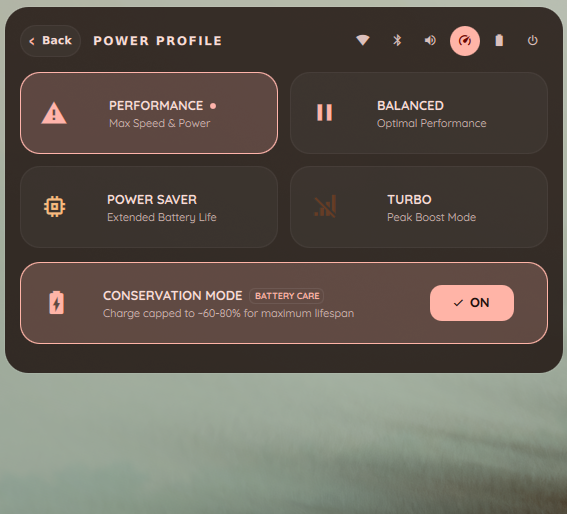 Back
POWER PROFILE
PERFORMANCE
Max Speed & Power
BALANCED
Optimal Performance
POWER SAVER
Extended Battery Life
TURBO
Peak Boost Mode
CONSERVATION MODE BATTERY CARE
Charge capped to ~60-80% for maximum lifespan
ON